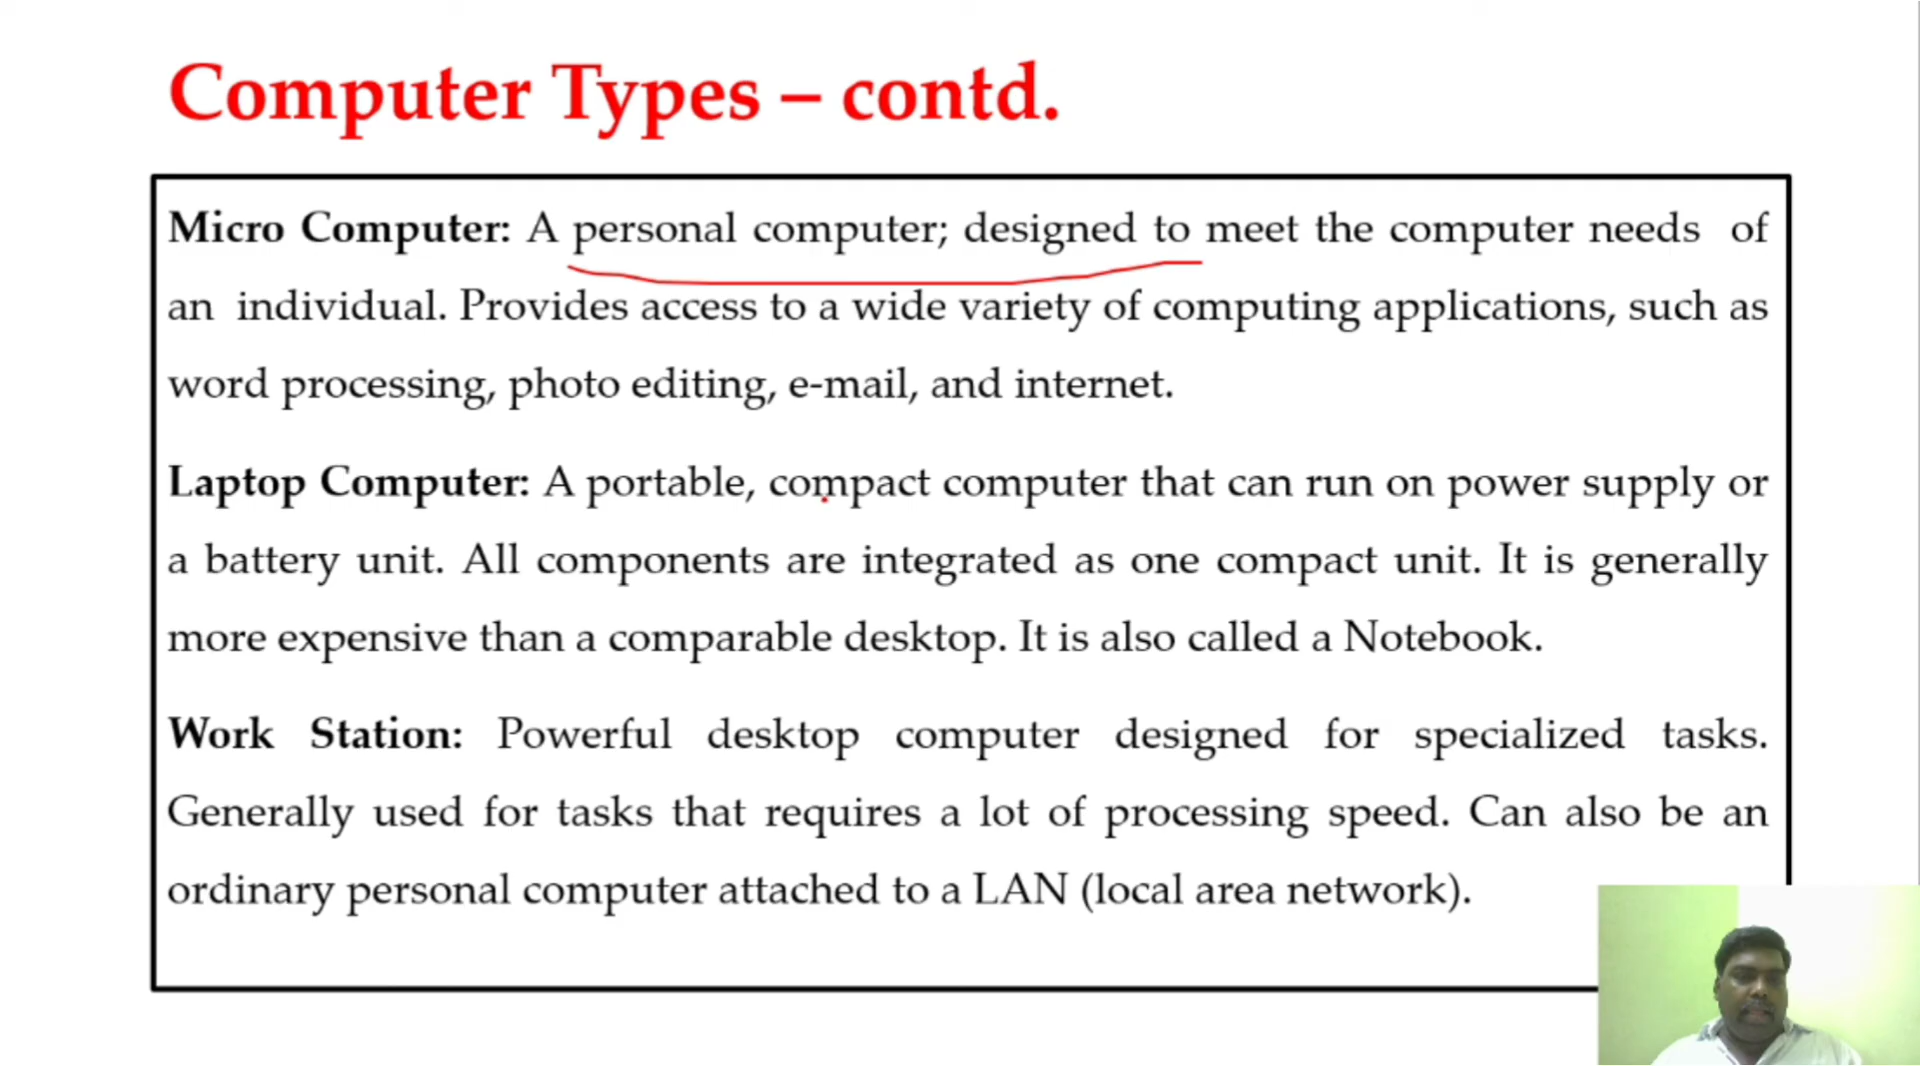 Computer Types – contd.
Micro Computer: A personal computer; designed to meet the computer needs of
an individual. Provides access to a wide variety of computing applications, such as
word processing, photo editing, e-mail, and internet.
Laptop Computer: A portable, compact computer that can run on power supply or
a battery unit. All components are integrated as one compact unit. It is generally
more expensive than a comparable desktop. It is also called a Notebook.
Work Station: Powerful desktop computer designed for specialized tasks.
Generally used for tasks that requires a lot of processing speed. Can also be an
ordinary personal computer attached to a LAN (local area network).